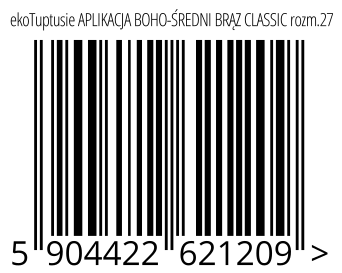 ekoTuptusie APLIKACJA BOHO-ŚREDNI BRĄZ CLASSIC rozm.27
5 904422 621209 >